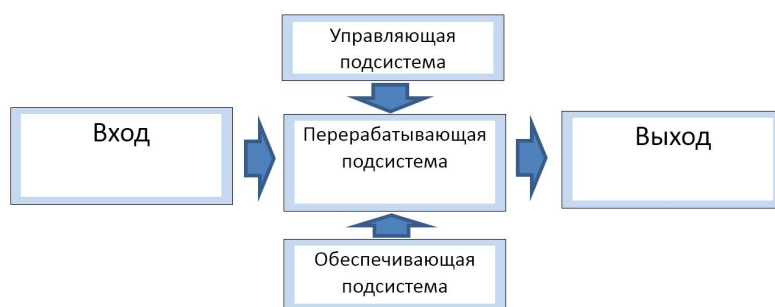 Управляющая
подсистема
Вход
Перерабатывающая
подсистема
Выход
Обеспечивающая
подсистема